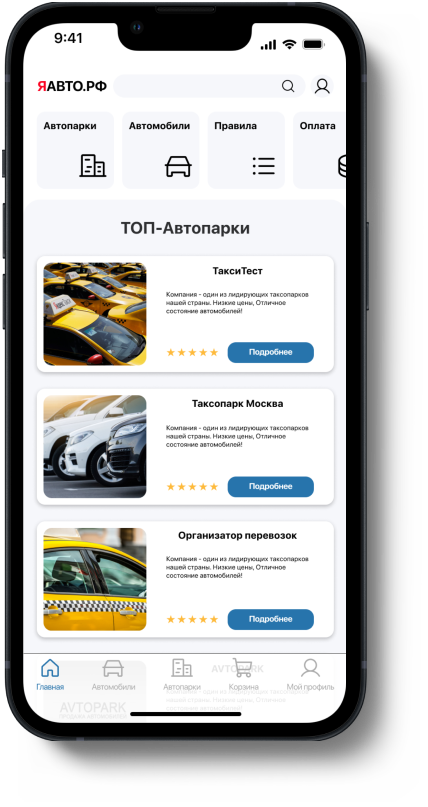 9:41
ЯАВТО.РФ
Автопарки
Автомобили
Правила
Оплата
ТОП-Автопарки
ТаксиТест
Компания - один из лидирующих таксопарков
нашей страны. Низкие цены, Отличное
состояние автомобилей!
Подробнее
Таксопарк Москва
Компания - один из лидирующих таксопарков
нашей страны. Низкие цены, Отличное
состояние автомобилей!
Подробнее
Организатор перевозок
Компания - один из лидирующих таксопарков
нашей страны. Низкие цены, Отличное
состояние автомобилей!
Подробнее
AVTOPARK
Главная
Автомобили
Автопарки
Корзина
Мой профиль
AVTOPARK